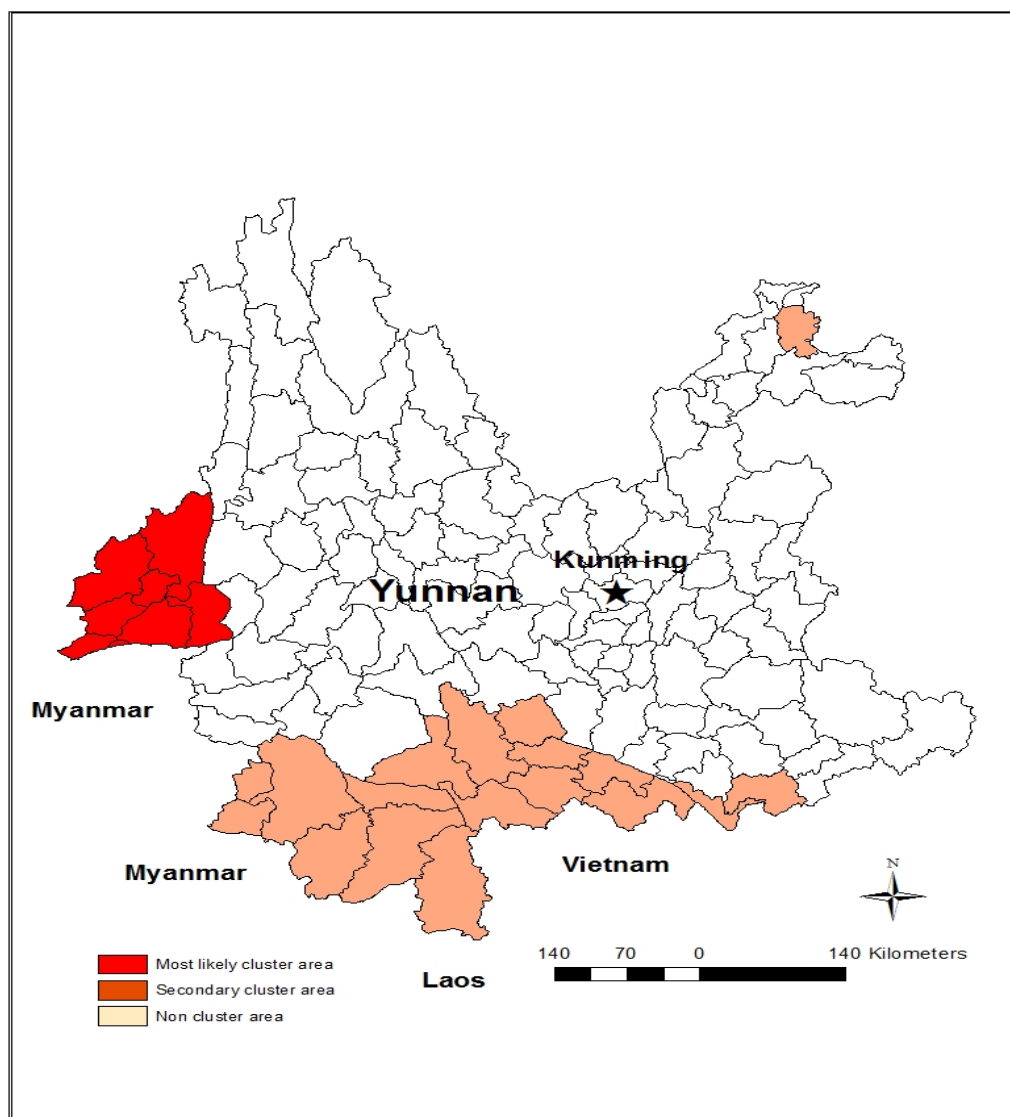 Kunming
Yunnan
Myanmar
Myanmar
Vietnam
N
Laos
140 70 0 140 Kilometers
Most likely cluster area
Secondary cluster area
Non cluster area